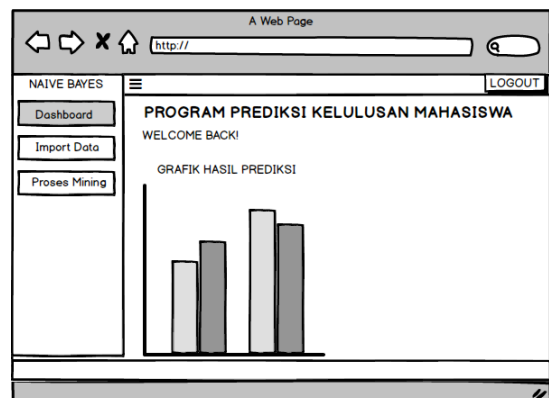 A Web Page
http://
NAIVE BAYES
LOGOUT
Dashboard
Import Data
Proses Mining
PROGRAM PREDIKSI KELULUSAN MAHASISWA
WELCOME BACK!
GRAFIK HASIL PREDIKSI